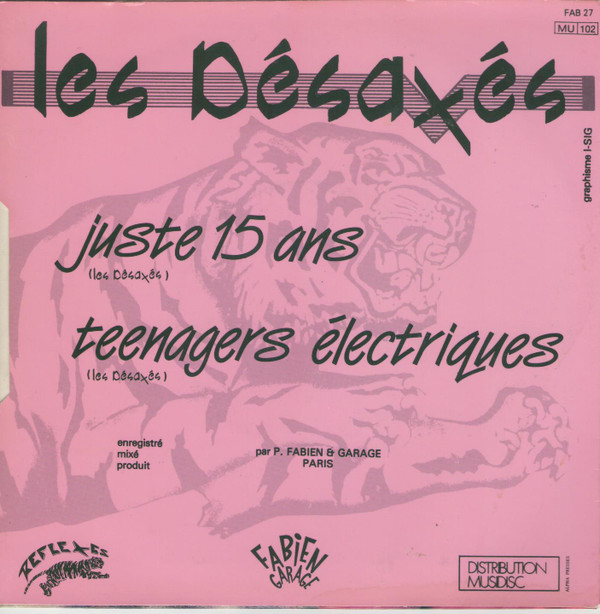 FAB 27
MU 102
les Désaxés
graphisme I-SIG
juste 15 ans
(les Désaxés)
teenagers électriques
(les Désaxés)
enregistré
mixé
produit
par P. FABIEN & GARAGE
PARIS
REFLEXES
FABIEN
GARAGE
DISTRIBUTION
MUSIDISC